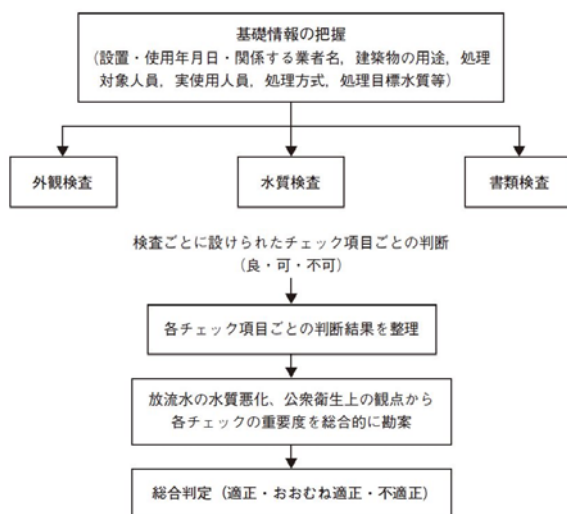 基礎情報の把握
（設置・使用年月日・関係する業者名，建築物の用途，処理
対象人員，実使用人員，処理方式，処理目標水質等）
外観検査
水質検査
書類検査
検査ごとに設けられたチェック項目ごとの判断
（良・可・不可）
各チェック項目ごとの判断結果を整理
放流水の水質悪化、公衆衛生上の観点から
各チェックの重要度を総合的に勘案
総合判定（適正・おおむね適正・不適正）